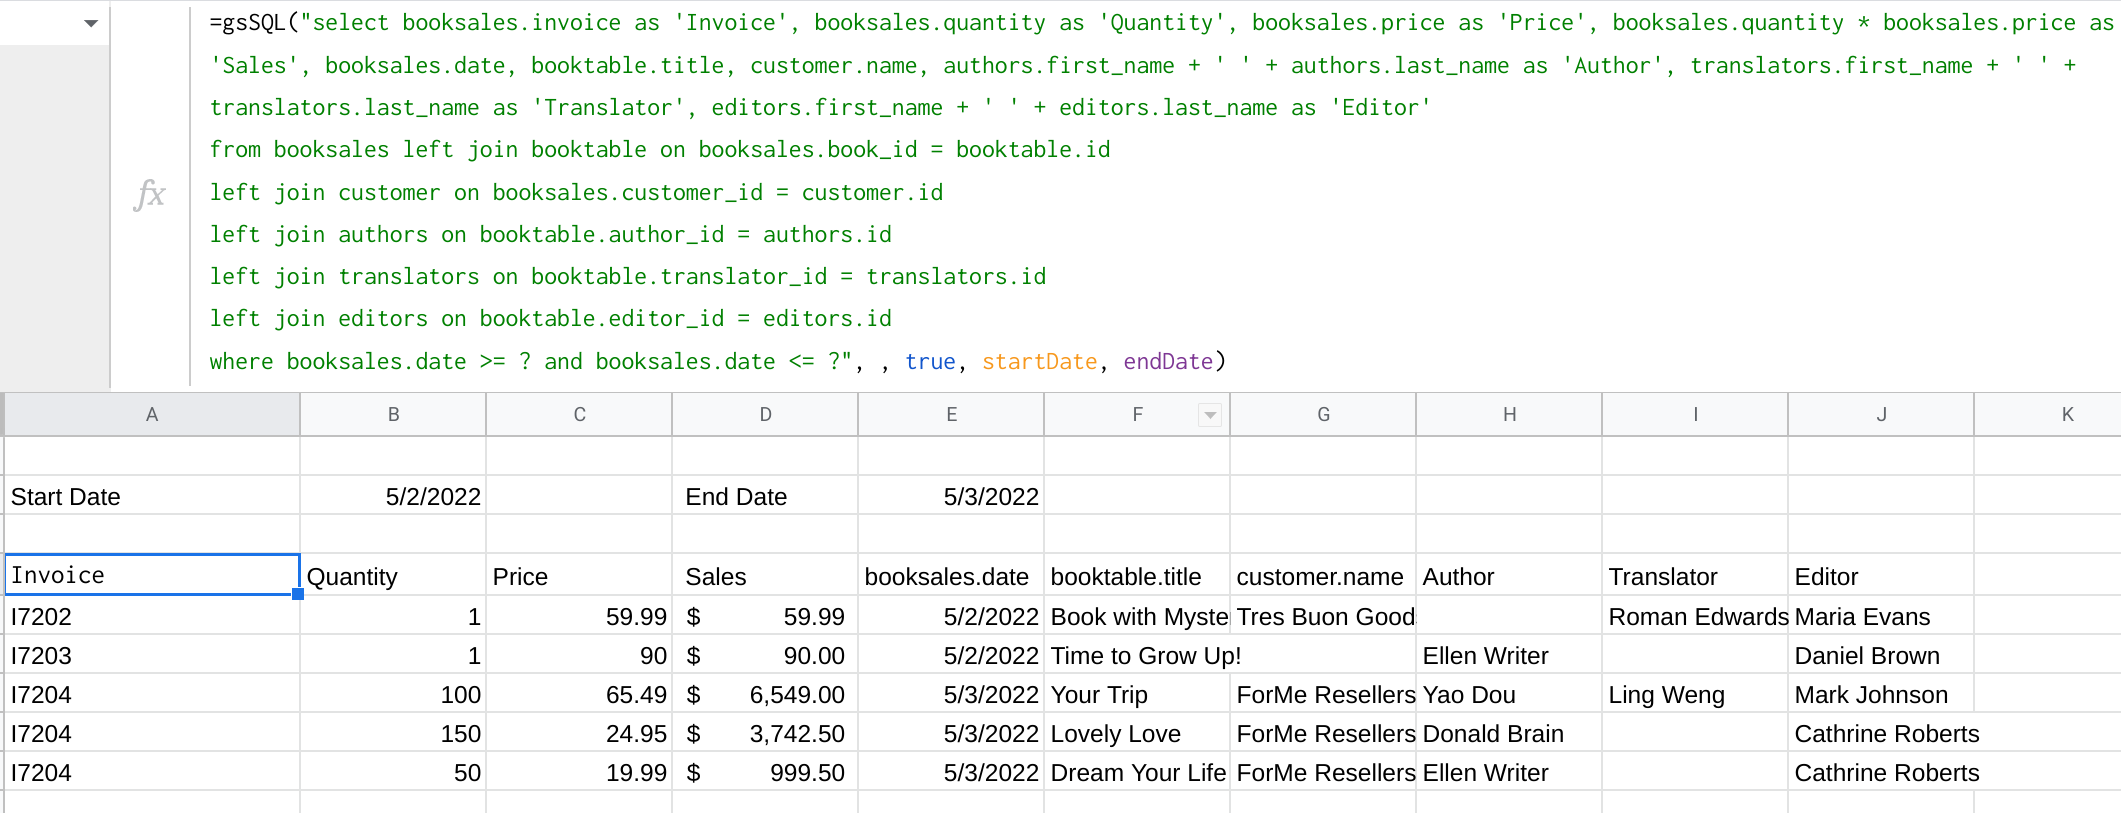 =gsSQL("select booksales.invoice as 'Invoice', booksales.quantity as 'Quantity', booksales.price as 'Price', booksales.quantity * booksales.price as
'Sales', booksales.date, booktable.title, customer.name, authors.first_name + ' ' + authors.last_name as 'Author', translators.first_name + ' ' +
translators.last_name as 'Translator', editors.first_name + ' ' + editors.last_name as 'Editor'
from booksales left join booktable on booksales.book_id = booktable.id
left join customer on booksales.customer_id = customer.id
fx
left join authors on booktable.author_id = authors.id
left join translators on booktable.translator_id = translators.id
left join editors on booktable.editor_id = editors.id
where booksales.date >= ? and booksales.date <= ?", , true, startDate, endDate)
A B C D E F G H I J K
Start Date 5/2/2022 End Date 5/3/2022
Invoice Quantity Price Sales booksales.date booktable.title customer.name Author Translator Editor
I7202 1 59.99 $ 59.99 5/2/2022 Book with Myste Tres Buon Good Roman Edwards Maria Evans
I7203 1 90 $ 90.00 5/2/2022 Time to Grow Up! Ellen Writer Daniel Brown
I7204 100 65.49 $ 6,549.00 5/3/2022 Your Trip ForMe Resellers Yao Dou Ling Weng Mark Johnson
I7204 150 24.95 $ 3,742.50 5/3/2022 Lovely Love ForMe Resellers Donald Brain Cathrine Roberts
I7204 50 19.99 $ 999.50 5/3/2022 Dream Your Life ForMe Resellers Ellen Writer Cathrine Roberts